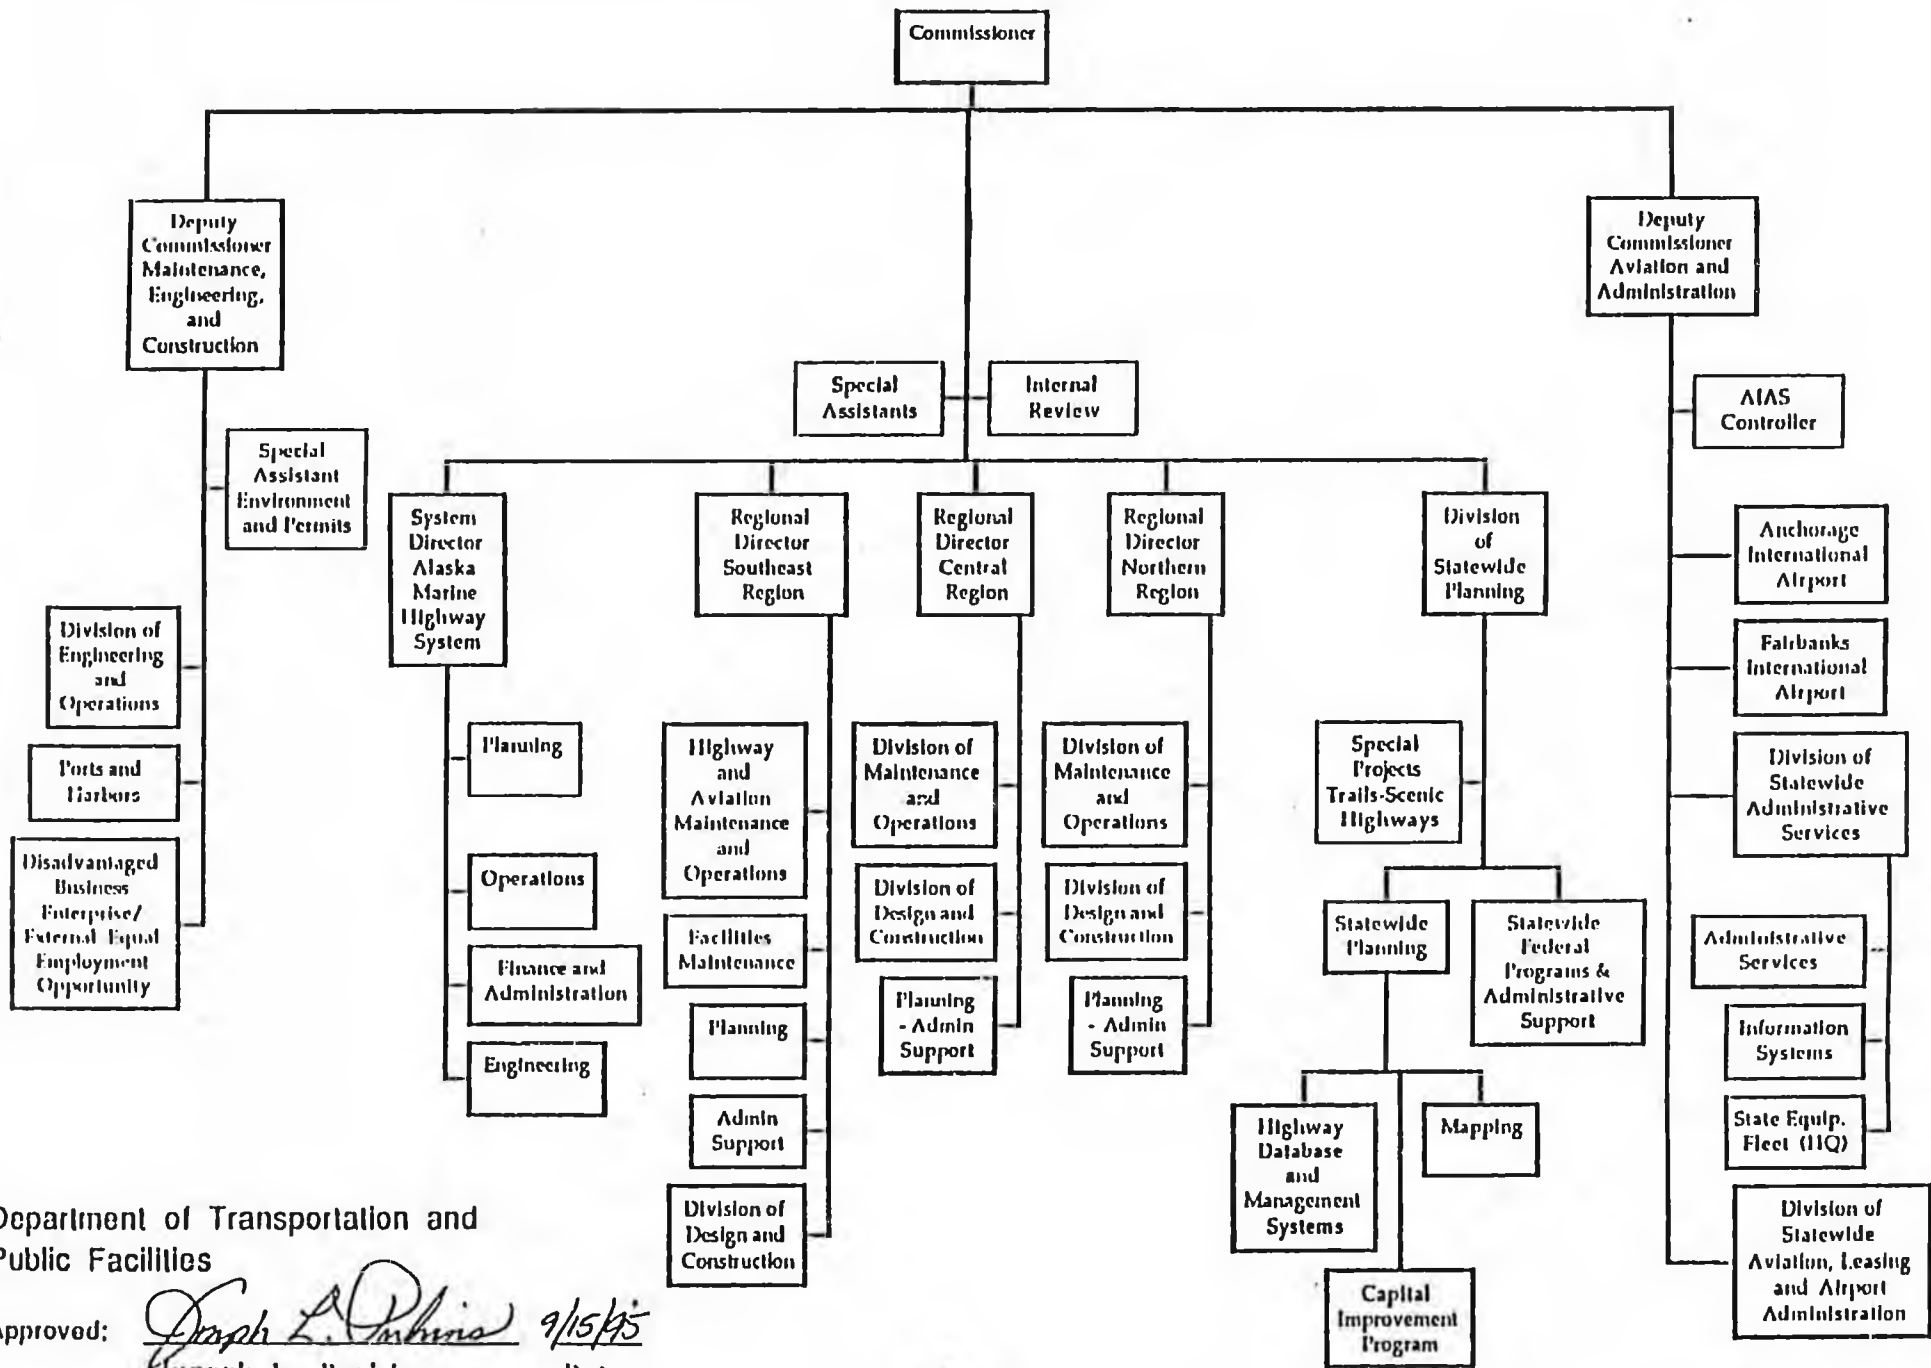 Commissioner
Deputy
Commissioner
Maintenance,
Engineering,
and
Construction
Deputy
Commissioner
Aviation and
Administration
Special
Assistants
Internal
Review
AIAS
Controller
Special
Assistant
Environment
and Permits
System
Director
Alaska
Marine
Highway
System
Regional
Director
Southeast
Region
Regional
Director
Central
Region
Regional
Director
Northern
Region
Division
of
Statewide
Planning
Anchorage
International
Airport
Division of
Engineering
and
Operations
Fairbanks
International
Airport
Ports and
Harbors
Planning
Highway
and
Aviation
Maintenance
and
Operations
Division of
Maintenance
and
Operations
Division of
Maintenance
and
Operations
Special
Projects
Trails-Scenic
Highways
Division of
Statewide
Administrative
Services
Disadvantaged
Business
Enterprise/
External Equal
Employment
Opportunity
Operations
Facilities
Maintenance
Division of
Design and
Construction
Division of
Design and
Construction
Statewide
Planning
Statewide
Federal
Programs &
Administrative
Support
Administrative
Services
Finance and
Administration
Planning
Planning
- Admin
Support
Planning
- Admin
Support
Information
Systems
Engineering
Admin
Support
Highway
Database
and
Management
Systems
Mapping
State Equip.
Fleet (HQ)
Division of
Design and
Construction
Capital
Improvement
Program
Division of
Statewide
Aviation, Leasing
and Airport
Administration
Department of Transportation and
Public Facilities
Approved: Joseph L. Perkins 9/15/95